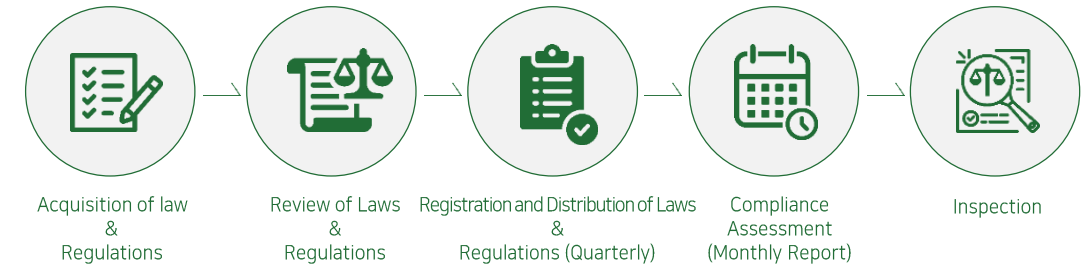 Acquisition of law
&
Regulations
Review of Laws
&
Regulations
Registration and Distribution of Laws
&
Regulations (Quarterly)
Compliance
Assessment
(Monthly Report)
Inspection